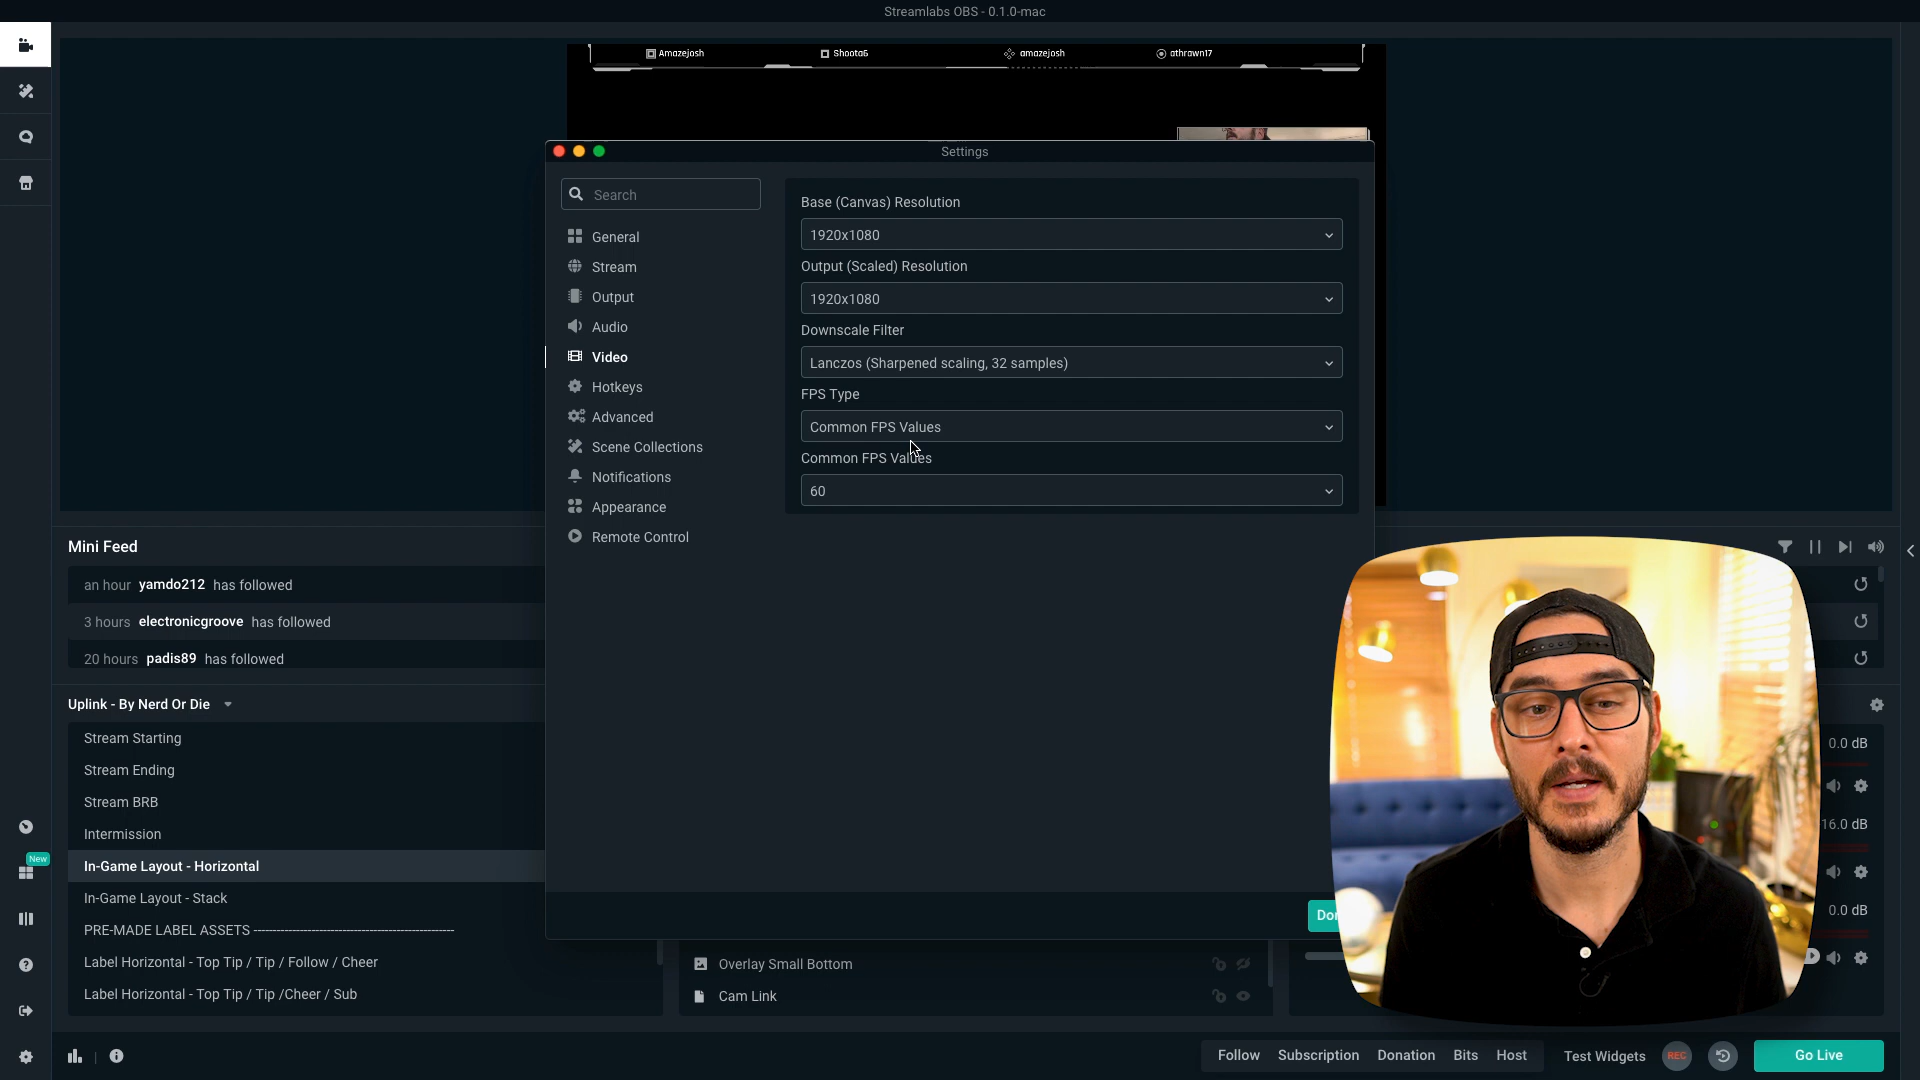 Streamlabs OBS - 0.1.0-mac
Amazejosh Shoota6 amazejosh athrawn17
Settings
Search
General
Stream
Output
Audio
Video
Hotkeys
Advanced
Scene Collections
Notifications
Appearance
Remote Control
Base (Canvas) Resolution
1920x1080
Output (Scaled) Resolution
1920x1080
Downscale Filter
Lanczos (Sharpened scaling, 32 samples)
FPS Type
Common FPS Values
Common FPS Values
60
Mini Feed
an hour yamdo212 has followed
3 hours electronicgroove has followed
20 hours padis89 has followed
Uplink - By Nerd Or Die
Stream Starting
Stream Ending
Stream BRB
Intermission
In-Game Layout - Horizontal
In-Game Layout - Stack
PRE-MADE LABEL ASSETS --------------------------------------------------
Label Horizontal - Top Tip / Tip / Follow / Cheer
Label Horizontal - Top Tip / Tip /Cheer / Sub
New
Overlay Small Bottom
Cam Link
0.0 dB
16.0 dB
0.0 dB
Follow Subscription Donation Bits Host Test Widgets REC Go Live